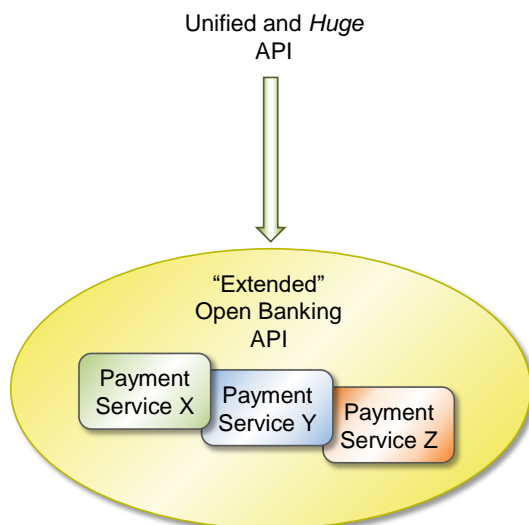 Unified and Huge
API
“Extended”
Open Banking
API
Payment
Service X
Payment
Service Y
Payment
Service Z